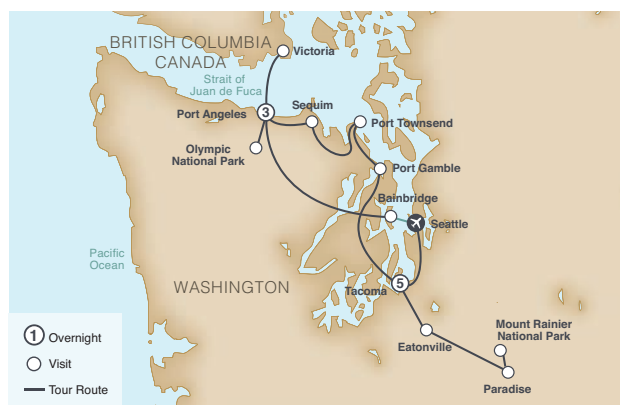 BRITISH COLUMBIA
CANADA
Victoria
Strait of
Juan de Fuca
Port Angeles
3
Sequim
Port Townsend
Olympic
National Park
Port Gamble
Bainbridge
Seattle
Pacific
Ocean
WASHINGTON
Tacoma
5
Mount Rainier
National Park
Eatonville
Paradise
1 Overnight
Visit
Tour Route